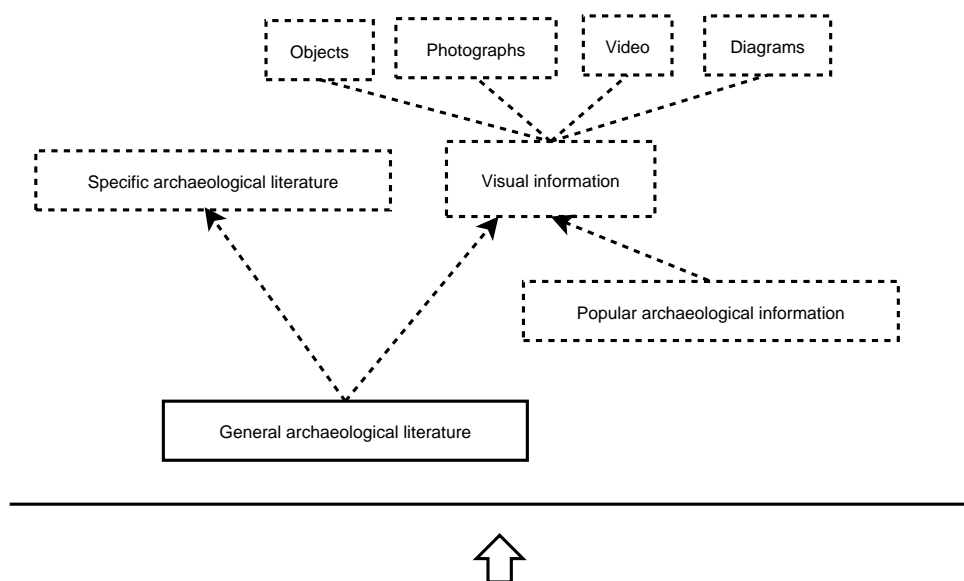 Objects
Photographs
Video
Diagrams
Specific archaeological literature
Visual information
Popular archaeological information
General archaeological literature